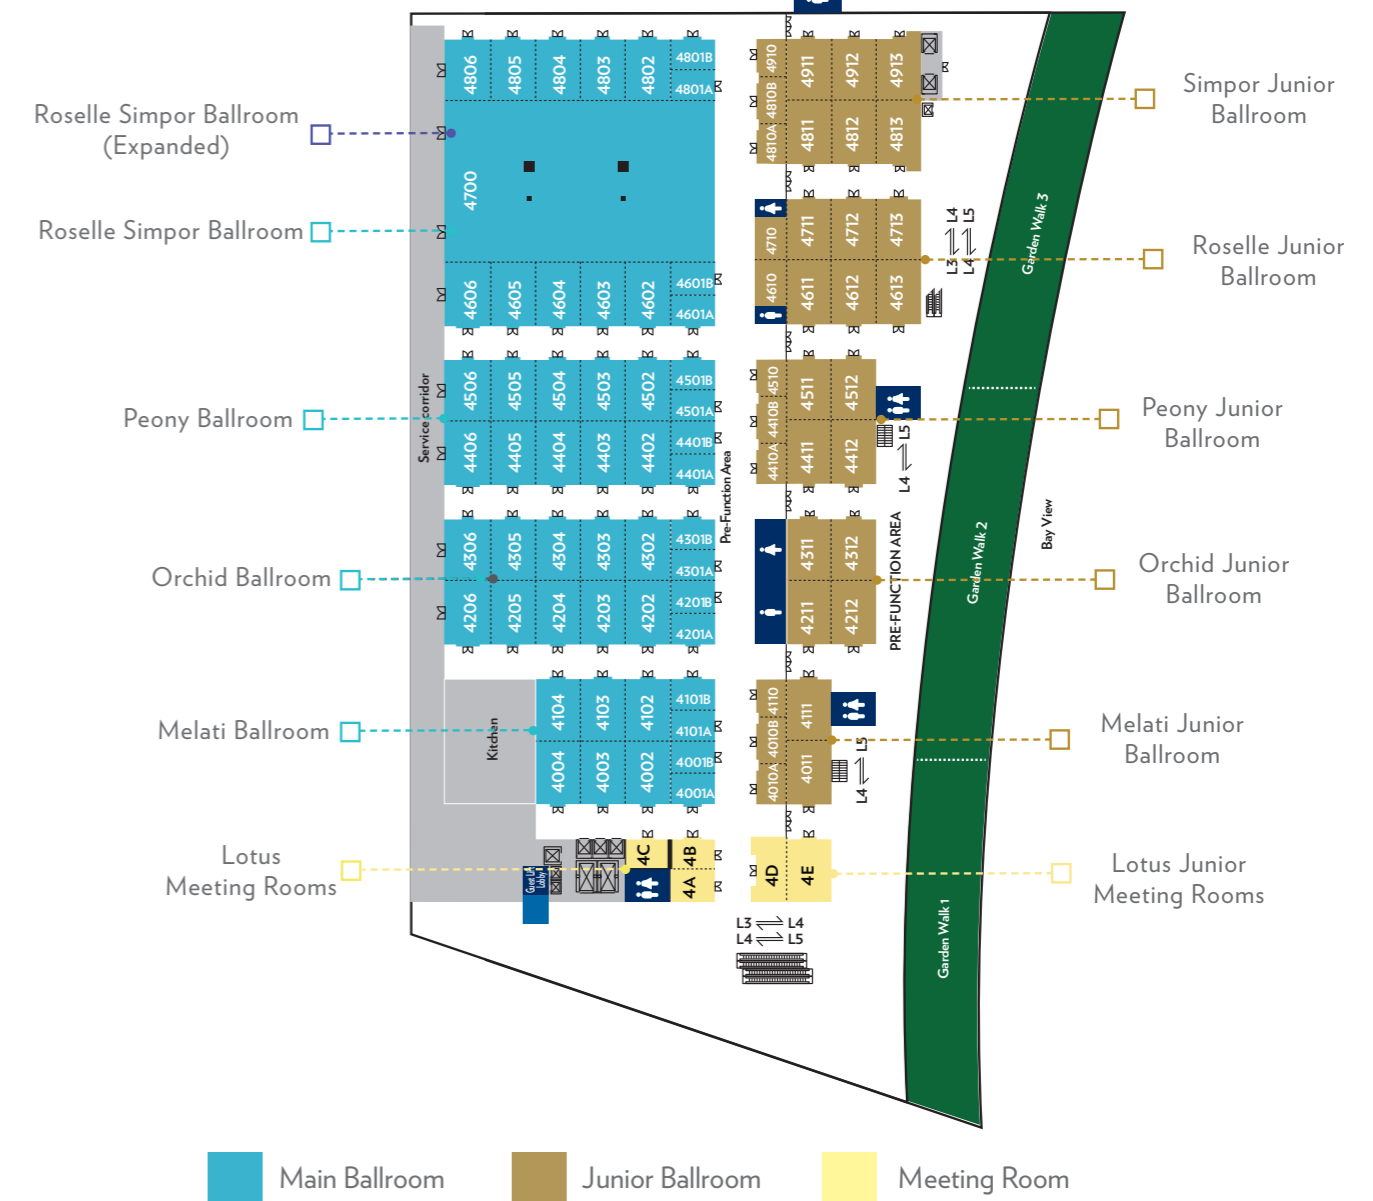 Roselle Simpor Ballroom
(Expanded)
Roselle Simpor Ballroom
Peony Ballroom
Orchid Ballroom
Melati Ballroom
Lotus
Meeting Rooms
Service corridor
4806
4805
4804
4803
4802
4801B
4801A
4700
4606
4605
4604
4603
4602
4601B
4601A
4506
4505
4504
4503
4502
4501B
4501A
4406
4405
4404
4403
4402
4401B
4401A
Pre-Function Area
4306
4305
4304
4303
4302
4301B
4301A
4206
4205
4204
4203
4202
4201B
4201A
Kitchen
4104
4103
4102
4101B
4101A
4004
4003
4002
4001B
4001A
4C
4B
4A
Lobby
4910
4911
4912
4913
4810B
4810A
4811
4812
4813
4710
4711
4712
4713
4610
4611
4612
4613
L3 L4
L4 L5
4510
4511
4512
4410B
4410A
4411
4412
L4 L5
4311
4312
4211
4212
PRE-FUNCTION AREA
4110
4111
4010B
4010A
4011
L4 L5
4D
4E
L3 L4
L4 L5
Garden Walk 3
Garden Walk 2
Garden Walk 1
Bay View
Simpor Junior
Ballroom
Roselle Junior
Ballroom
Peony Junior
Ballroom
Orchid Junior
Ballroom
Melati Junior
Ballroom
Lotus Junior
Meeting Rooms
Main Ballroom
Junior Ballroom
Meeting Room